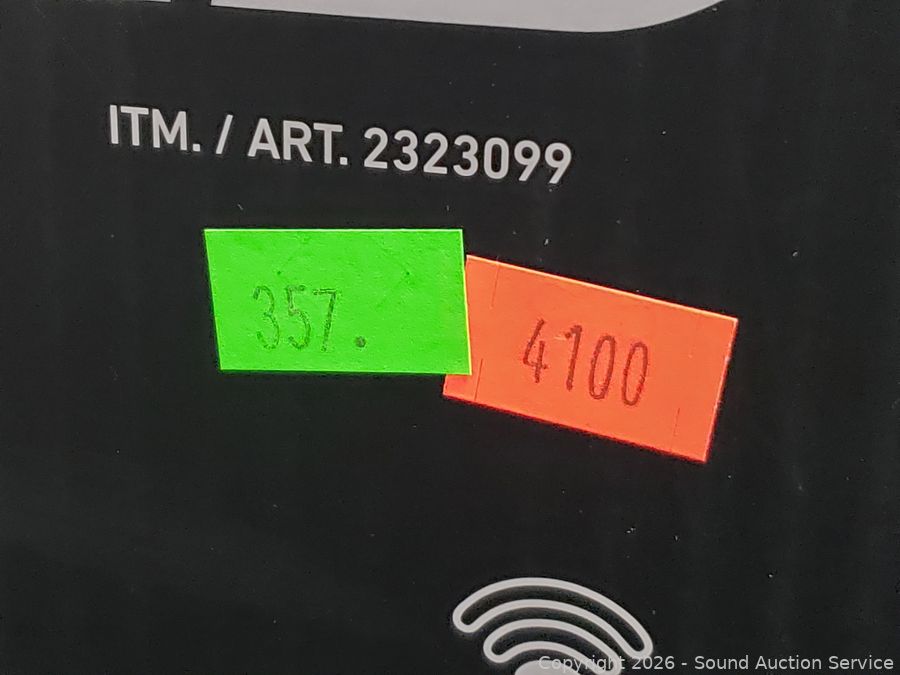 ITM. / ART. 2323099
357.
4100
Copyright 2026 - Sound Auction Service